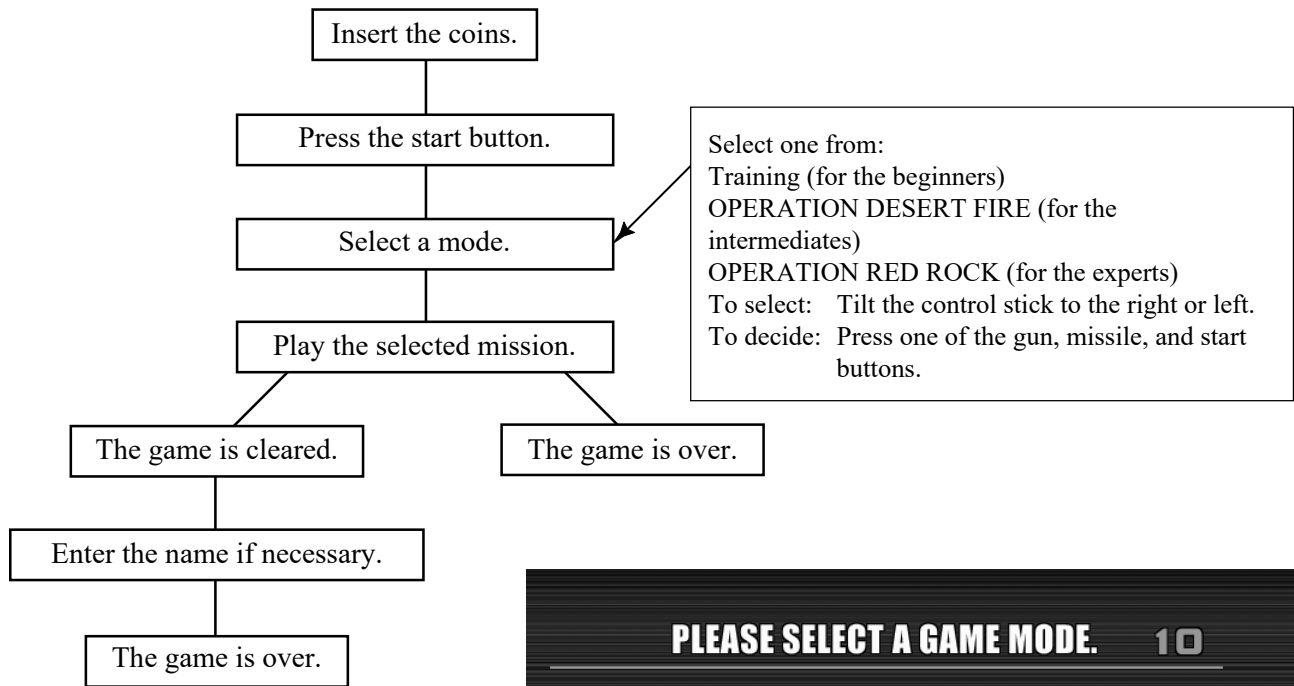 Insert the coins.
Press the start button.
Select a mode.
Select one from:
Training (for the beginners)
OPERATION DESERT FIRE (for the
intermediates)
OPERATION RED ROCK (for the experts)
To select: Tilt the control stick to the right or left.
To decide: Press one of the gun, missile, and start
buttons.
Play the selected mission.
The game is cleared.
The game is over.
Enter the name if necessary.
The game is over.
PLEASE SELECT A GAME MODE. 10